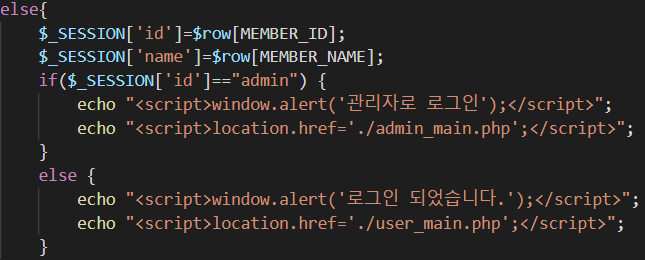 else{
$_SESSION['id']=$row[MEMBER_ID];
$_SESSION['name']=$row[MEMBER_NAME];
if($_SESSION['id']=="admin") {
echo "<script>window.alert('관리자로 로그인');</script>";
echo "<script>location.href='./admin_main.php';</script>";
}
else {
echo "<script>window.alert('로그인 되었습니다.');</script>";
echo "<script>location.href='./user_main.php';</script>";
}